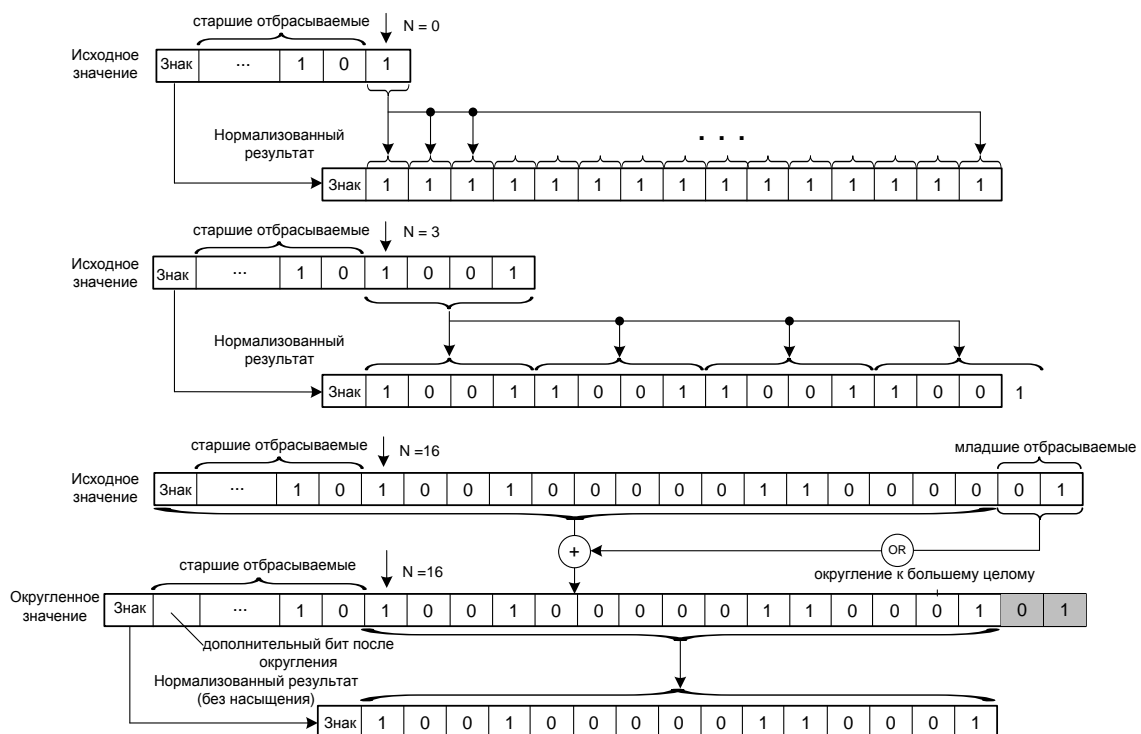 старшие отбрасываемые
N = 0
Исходное
значение
Знак ... 1 0 1
Нормализованный
результат
. . .
Знак 1 1 1 1 1 1 1 1 1 1 1 1 1 1 1
старшие отбрасываемые
N = 3
Исходное
значение
Знак ... 1 0 1 0 0 1
Нормализованный
результат
Знак 1 0 0 1 1 0 0 1 1 0 0 1 1 0 0 1
старшие отбрасываемые
N =16
младшие отбрасываемые
Исходное
значение
Знак ... 1 0 1 0 0 1 0 0 0 0 0 1 1 0 0 0 0 0 1
+
OR
старшие отбрасываемые
N =16
округление к большему целому
Округленное
значение
Знак ... 1 0 1 0 0 1 0 0 0 0 0 1 1 0 0 0 1 0 1
дополнительный бит после
округления
Нормализованный результат
(без насыщения)
Знак 1 0 0 1 0 0 0 0 0 1 1 0 0 0 1